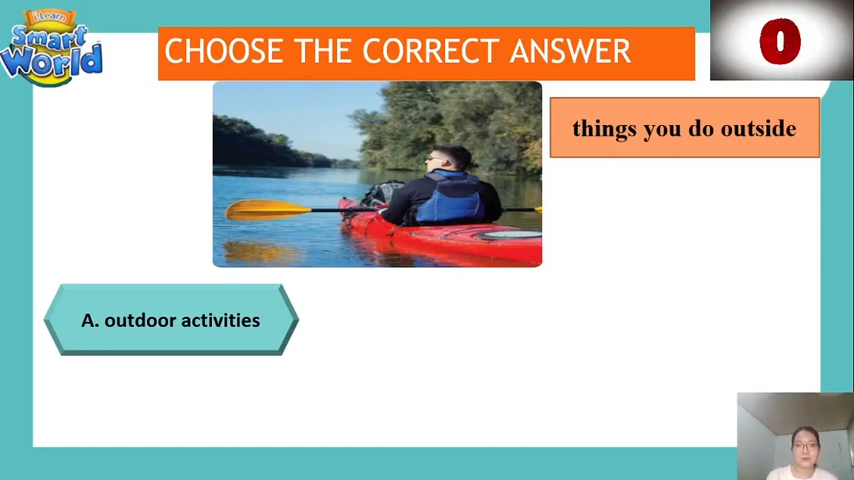 i-Learn
Smart
World
CHOOSE THE CORRECT ANSWER
0
things you do outside
A. outdoor activities